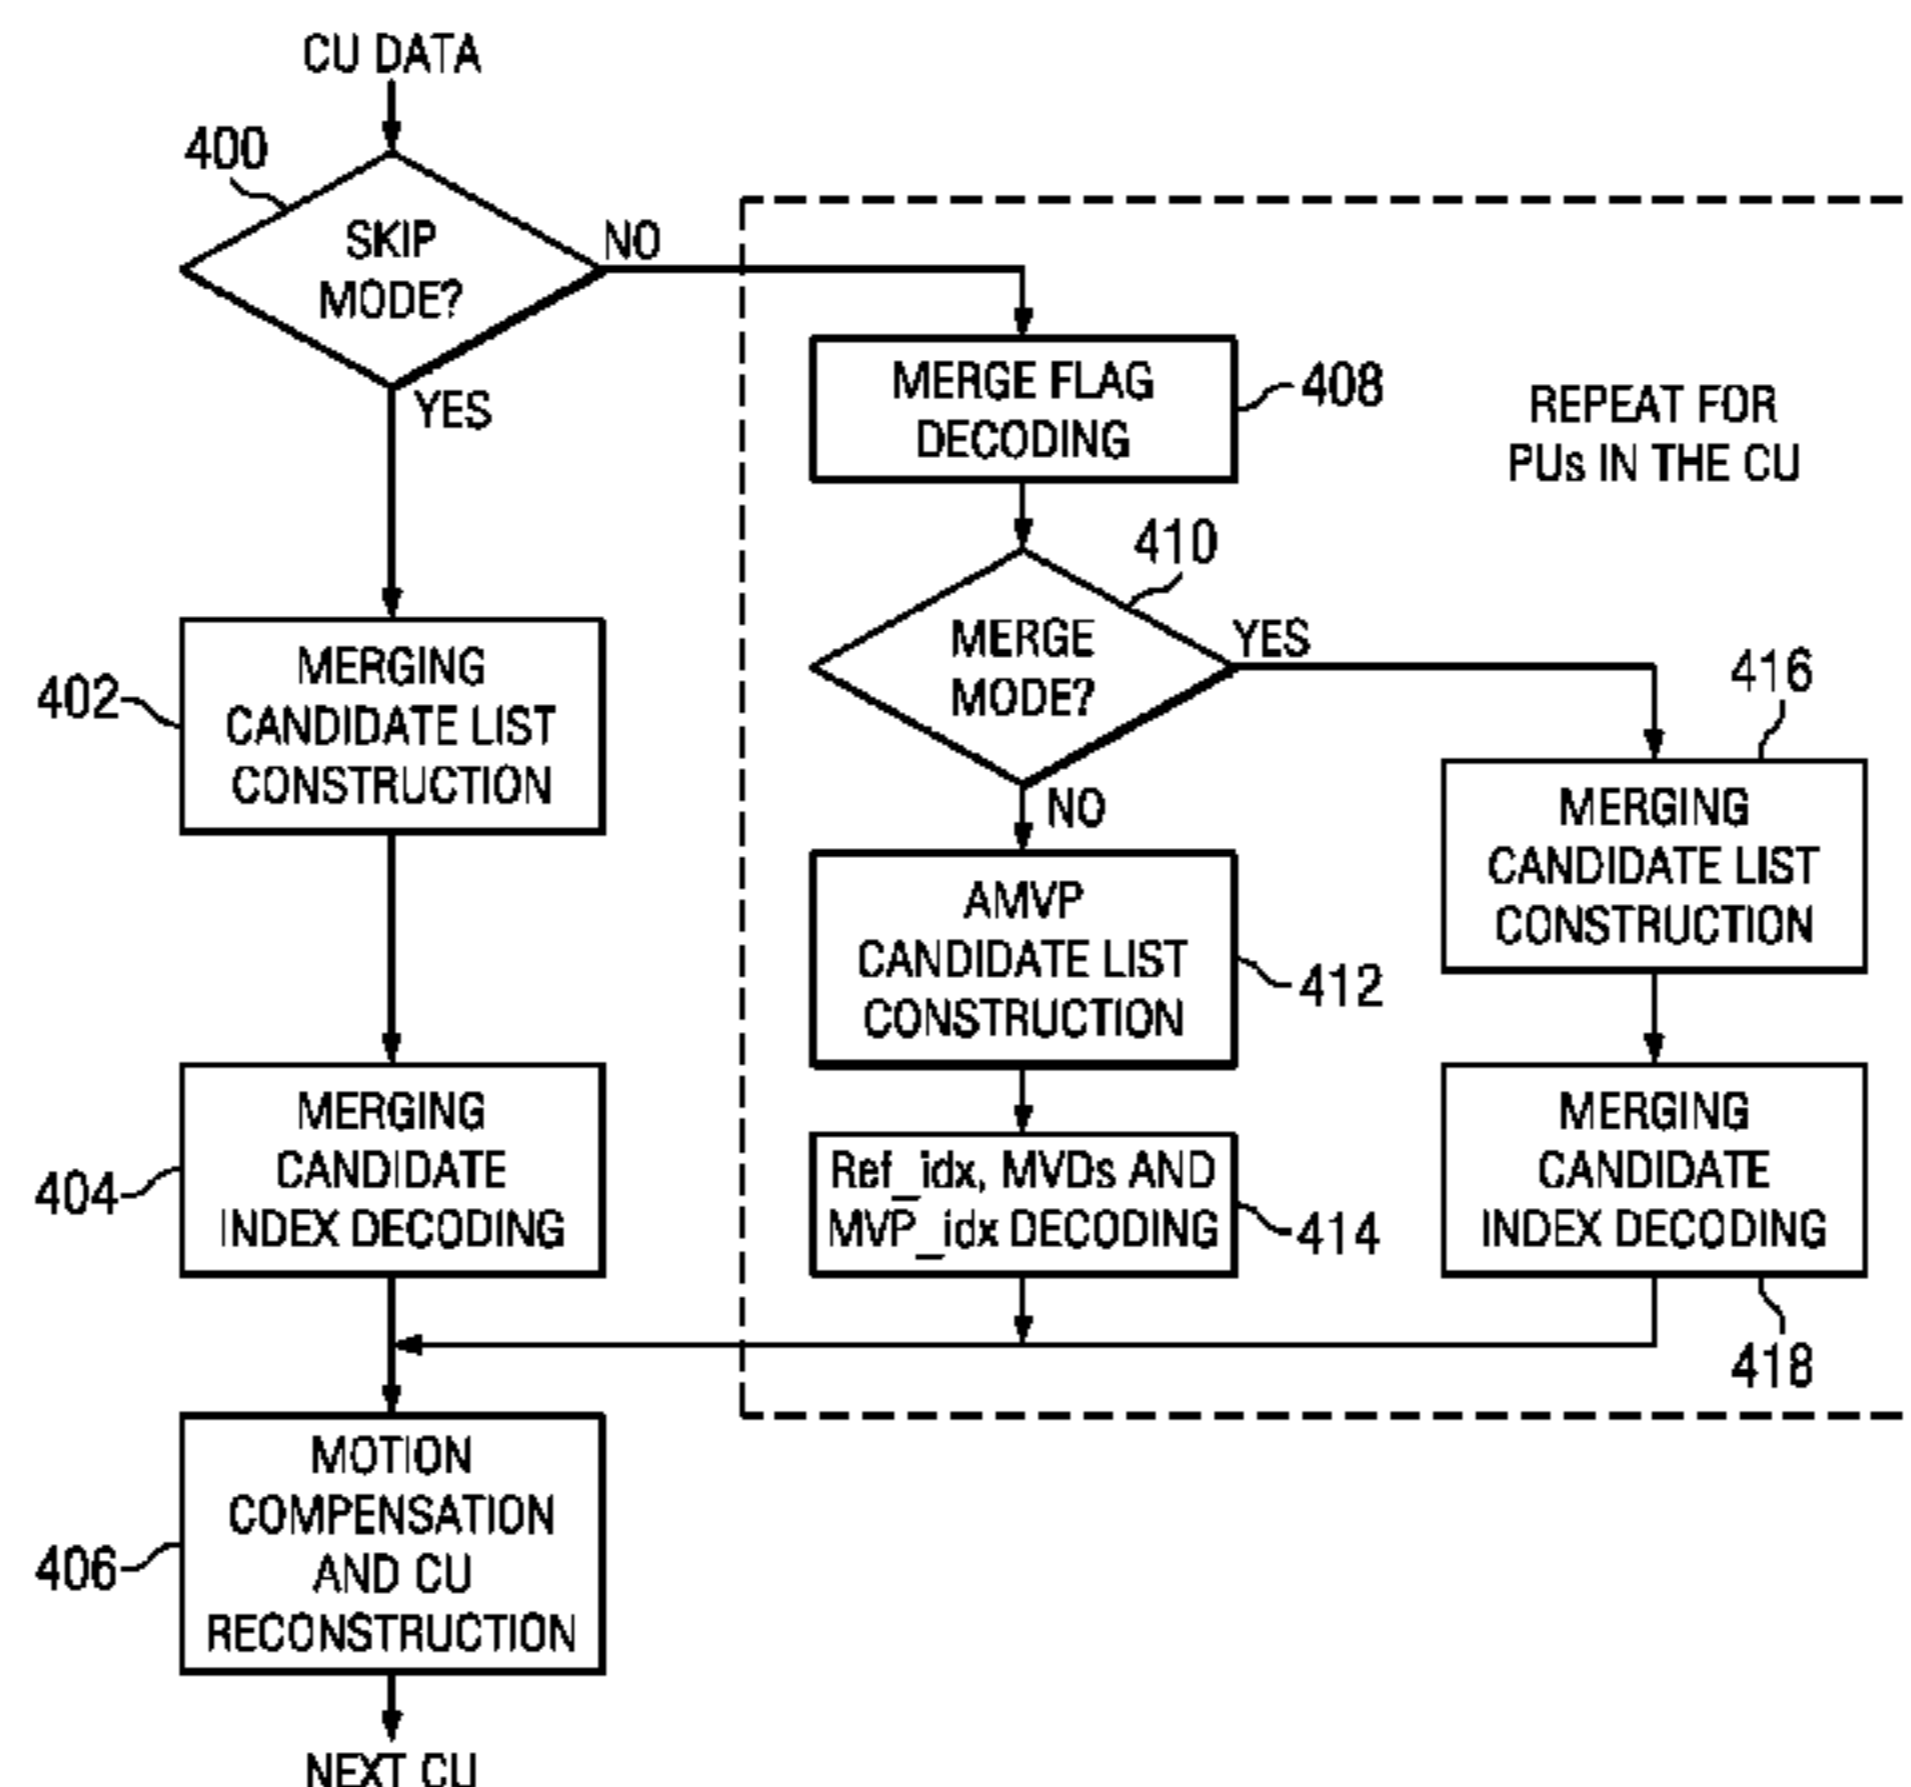 CU DATA
400
SKIP
MODE?
NO
YES
MERGE FLAG
DECODING
408
REPEAT FOR
PUs IN THE CU
410
MERGE
MODE?
YES
NO
402
MERGING
CANDIDATE LIST
CONSTRUCTION
416
MERGING
CANDIDATE LIST
CONSTRUCTION
AMVP
CANDIDATE LIST
CONSTRUCTION
412
404
MERGING
CANDIDATE
INDEX DECODING
Ref_idx, MVDs AND
MVP_idx DECODING
414
MERGING
CANDIDATE
INDEX DECODING
418
406
MOTION
COMPENSATION
AND CU
RECONSTRUCTION
NEXT CU